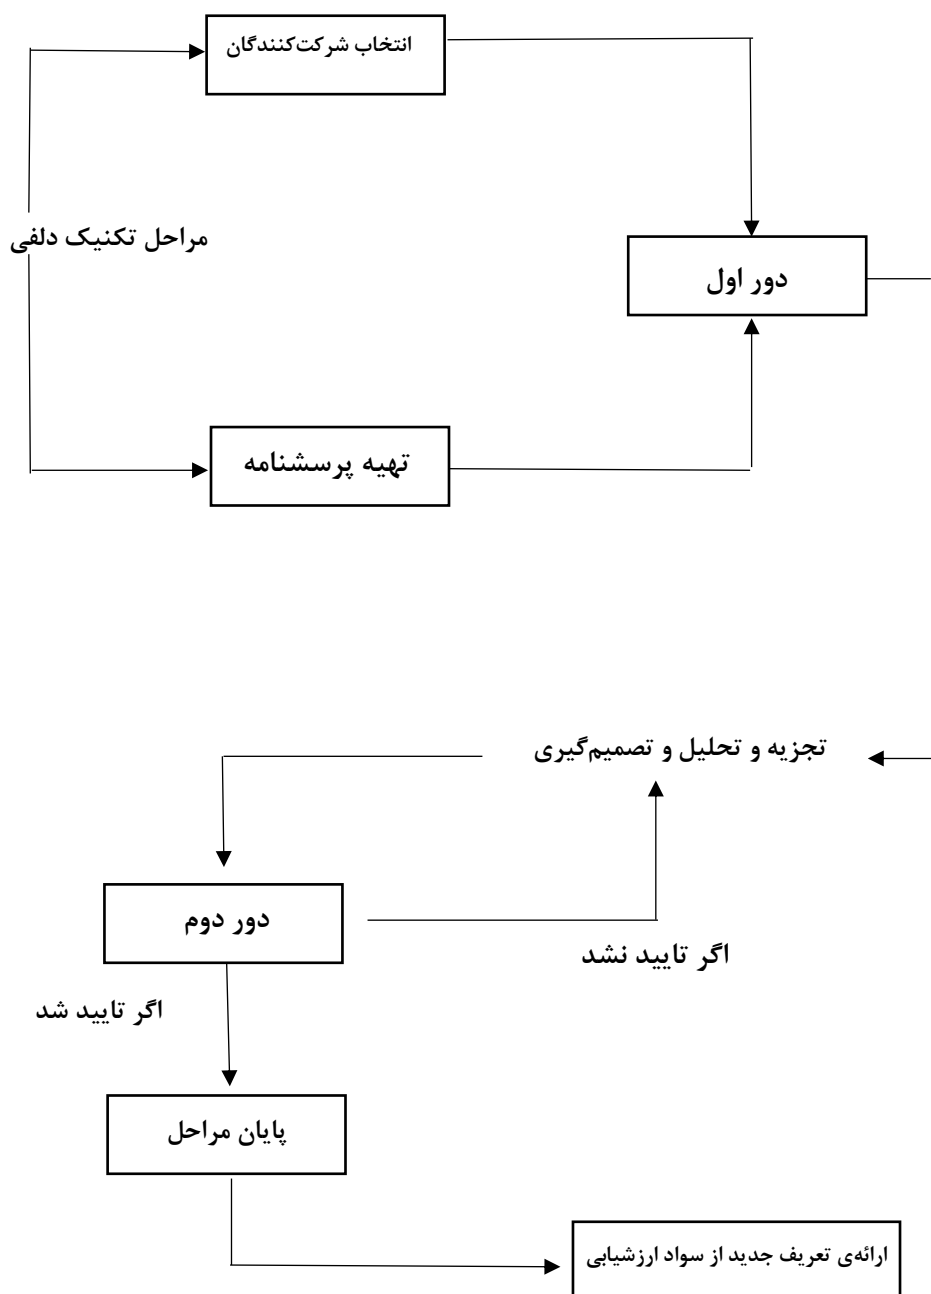 انتخاب شرکت‌کنندگان
مراحل تکنیک دلفی
دور اول
تهیه پرسشنامه
تجزیه و تحلیل و تصمیم‌گیری
دور دوم
اگر تایید نشد
اگر تایید شد
پایان مراحل
ارائه‌ی تعریف جدید از سواد ارزشیابی